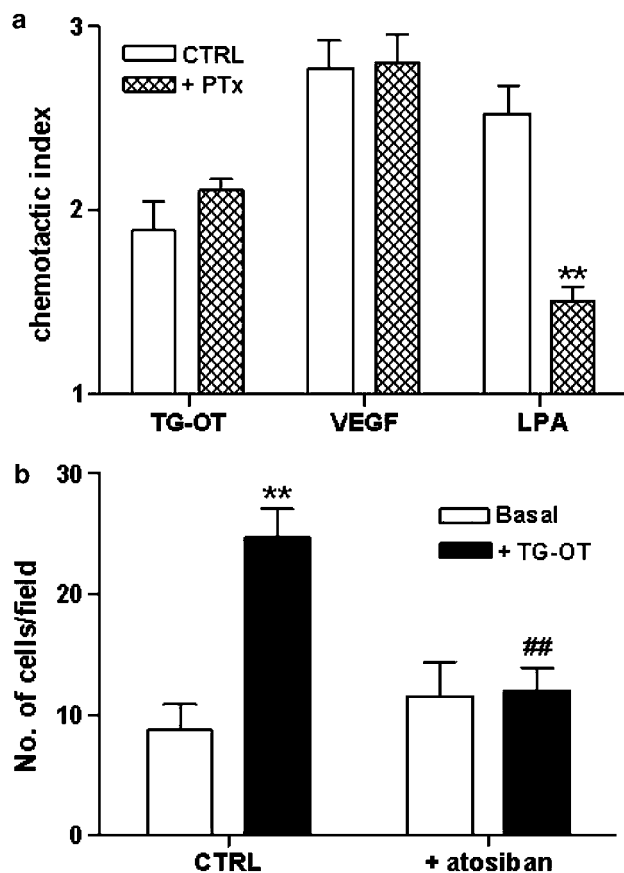 a
3
CTRL
+ PTx
chemotactic index
2
**
1
TG-OT VEGF LPA
b
30
**
Basal
+ TG-OT
No. of cells/field
20
##
10
0
CTRL + atosiban